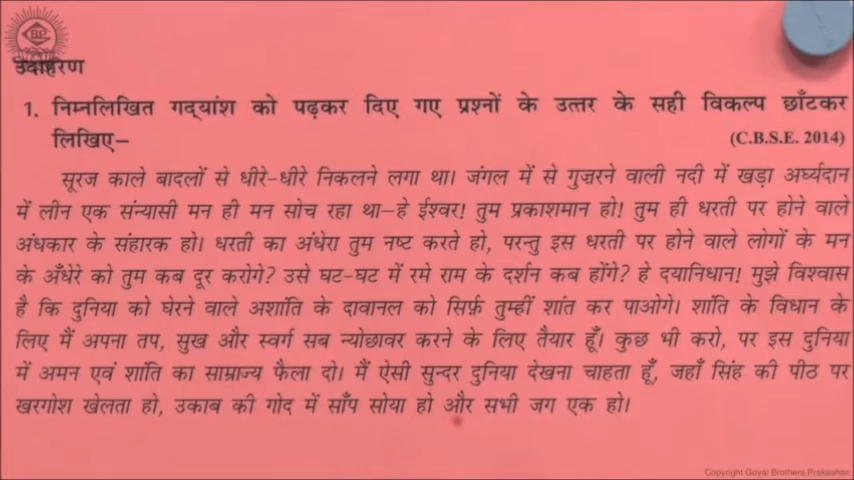 उदाहरण
1. निम्नलिखित गद्यांश को पढ़कर दिए गए प्रश्नों के उत्तर के सही विकल्प छाँटकर
लिखिए– (C.B.S.E. 2014)
सूरज काले बादलों से धीरे-धीरे निकलने लगा था। जंगल में से गुज़रने वाली नदी में खड़ा अर्घ्यदान
में लीन एक संन्यासी मन ही मन सोच रहा था–हे ईश्वर! तुम प्रकाशमान हो! तुम ही धरती पर होने वाले
अंधकार के संहारक हो। धरती का अंधेरा तुम नष्ट करते हो, परन्तु इस धरती पर होने वाले लोगों के मन
के अँधेरे को तुम कब दूर करोगे? उसे घट-घट में रमे राम के दर्शन कब होंगे? हे दयानिधान! मुझे विश्वास
है कि दुनिया को घेरने वाले अशांति के दावानल को सिर्फ़ तुम्हीं शांत कर पाओगे। शांति के विधान के
लिए मैं अपना तप, सुख और स्वर्ग सब न्योछावर करने के लिए तैयार हूँ। कुछ भी करो, पर इस दुनिया
में अमन एवं शांति का साम्राज्य फैला दो। मैं ऐसी सुन्दर दुनिया देखना चाहता हूँ, जहाँ सिंह की पीठ पर
खरगोश खेलता हो, उकाब की गोद में साँप सोया हो और सभी जग एक हो।
Copyright Goyal Brothers Prakashan